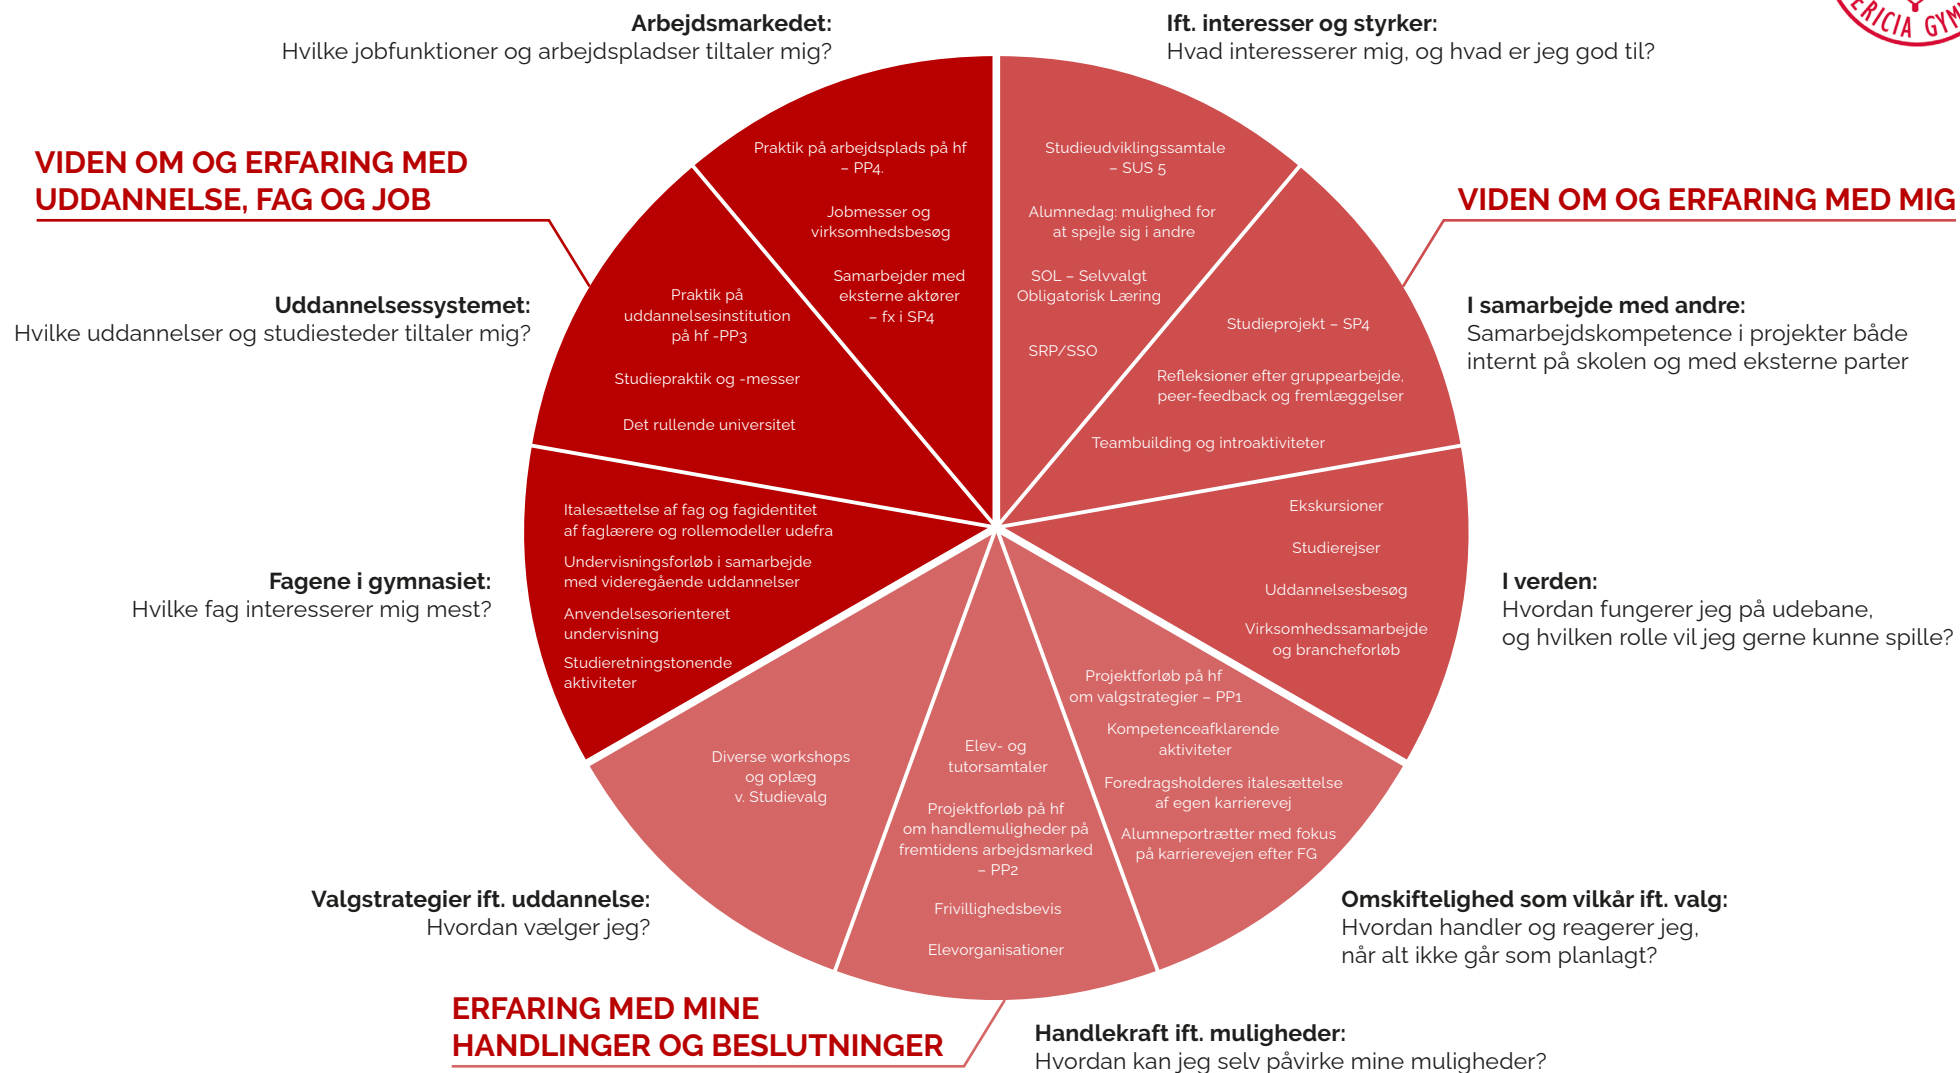 Arbejdsmarkedet:
Hvilke jobfunktioner og arbejdspladser tiltaler mig?
Ift. interesser og styrker:
Hvad interesserer mig, og hvad er jeg god til?
VIDEN OM OG ERFARING MED
UDDANNELSE, FAG OG JOB
VIDEN OM OG ERFARING MED MIG
Praktik på arbejdsplads på hf
– PP4.
Jobmesser og
virksomhedsbesøg
Samarbejder med
eksterne aktører
– fx i SP4
Studieudviklingssamtale
– SUS 5
Alumnedag: mulighed for
at spejle sig i andre
SOL – Selvvalgt
Obligatorisk Læring
SRP/SSO
Uddannelsessystemet:
Hvilke uddannelser og studiesteder tiltaler mig?
Praktik på
uddannelsesinstitution
på hf -PP3
Studiepraktik og -messer
Det rullende universitet
Studieprojekt – SP4
Refleksioner efter gruppearbejde,
peer-feedback og fremlæggelser
Teambuilding og introaktiviteter
I samarbejde med andre:
Samarbejdskompetence i projekter både
internt på skolen og med eksterne parter
Fagene i gymnasiet:
Hvilke fag interesserer mig mest?
Italesættelse af fag og fagidentitet
af faglærere og rollemodeller udefra
Undervisningsforløb i samarbejde
med videregående uddannelser
Anvendelsesorienteret
undervisning
Studieretningstonende
aktiviteter
Ekskursioner
Studierejser
Uddannelsesbesøg
Virksomhedssamarbejde
og brancheforløb
I verden:
Hvordan fungerer jeg på udebane,
og hvilken rolle vil jeg gerne kunne spille?
Diverse workshops
og oplæg
v. Studievalg
Elev- og
tutorsamtaler
Projektforløb på hf
om handlemuligheder på
fremtidens arbejdsmarked
– PP2
Frivillighedsbevis
Elevorganisationer
Projektforløb på hf
om valgstrategier – PP1
Kompetenceafklarende
aktiviteter
Foredragsholderes italesættelse
af egen karrierevej
Alumneportrætter med fokus
på karrierevejen efter FG
Valgstrategier ift. uddannelse:
Hvordan vælger jeg?
Omskiftelighed som vilkår ift. valg:
Hvordan handler og reagerer jeg,
når alt ikke går som planlagt?
ERFARING MED MINE
HANDLINGER OG BESLUTNINGER
Handlekraft ift. muligheder:
Hvordan kan jeg selv påvirke mine muligheder?